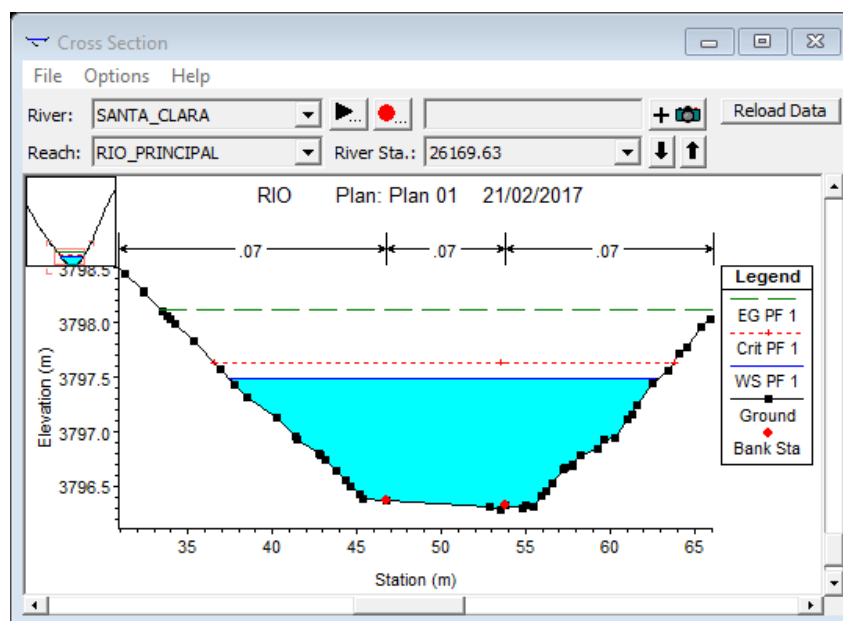 Cross Section
File Options Help
River: SANTA_CLARA ... ... + Reload Data
Reach: RIO_PRINCIPAL River Sta.: 26169.63
RIO Plan: Plan 01 21/02/2017
.07 .07 .07
3798.5
3798.0
3797.5
3797.0
3796.5
Elevation (m)
35 40 45 50 55 60 65
Station (m)
Legend
EG PF 1
Crit PF 1
WS PF 1
Ground
Bank Sta